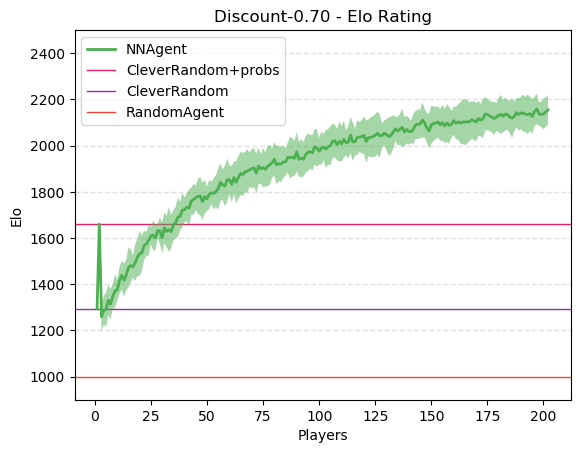 Discount-0.70 - Elo Rating
NNAgent
CleverRandom+probs
CleverRandom
RandomAgent
2400
2200
2000
1800
1600
1400
1200
1000
Elo
0 25 50 75 100 125 150 175 200
Players